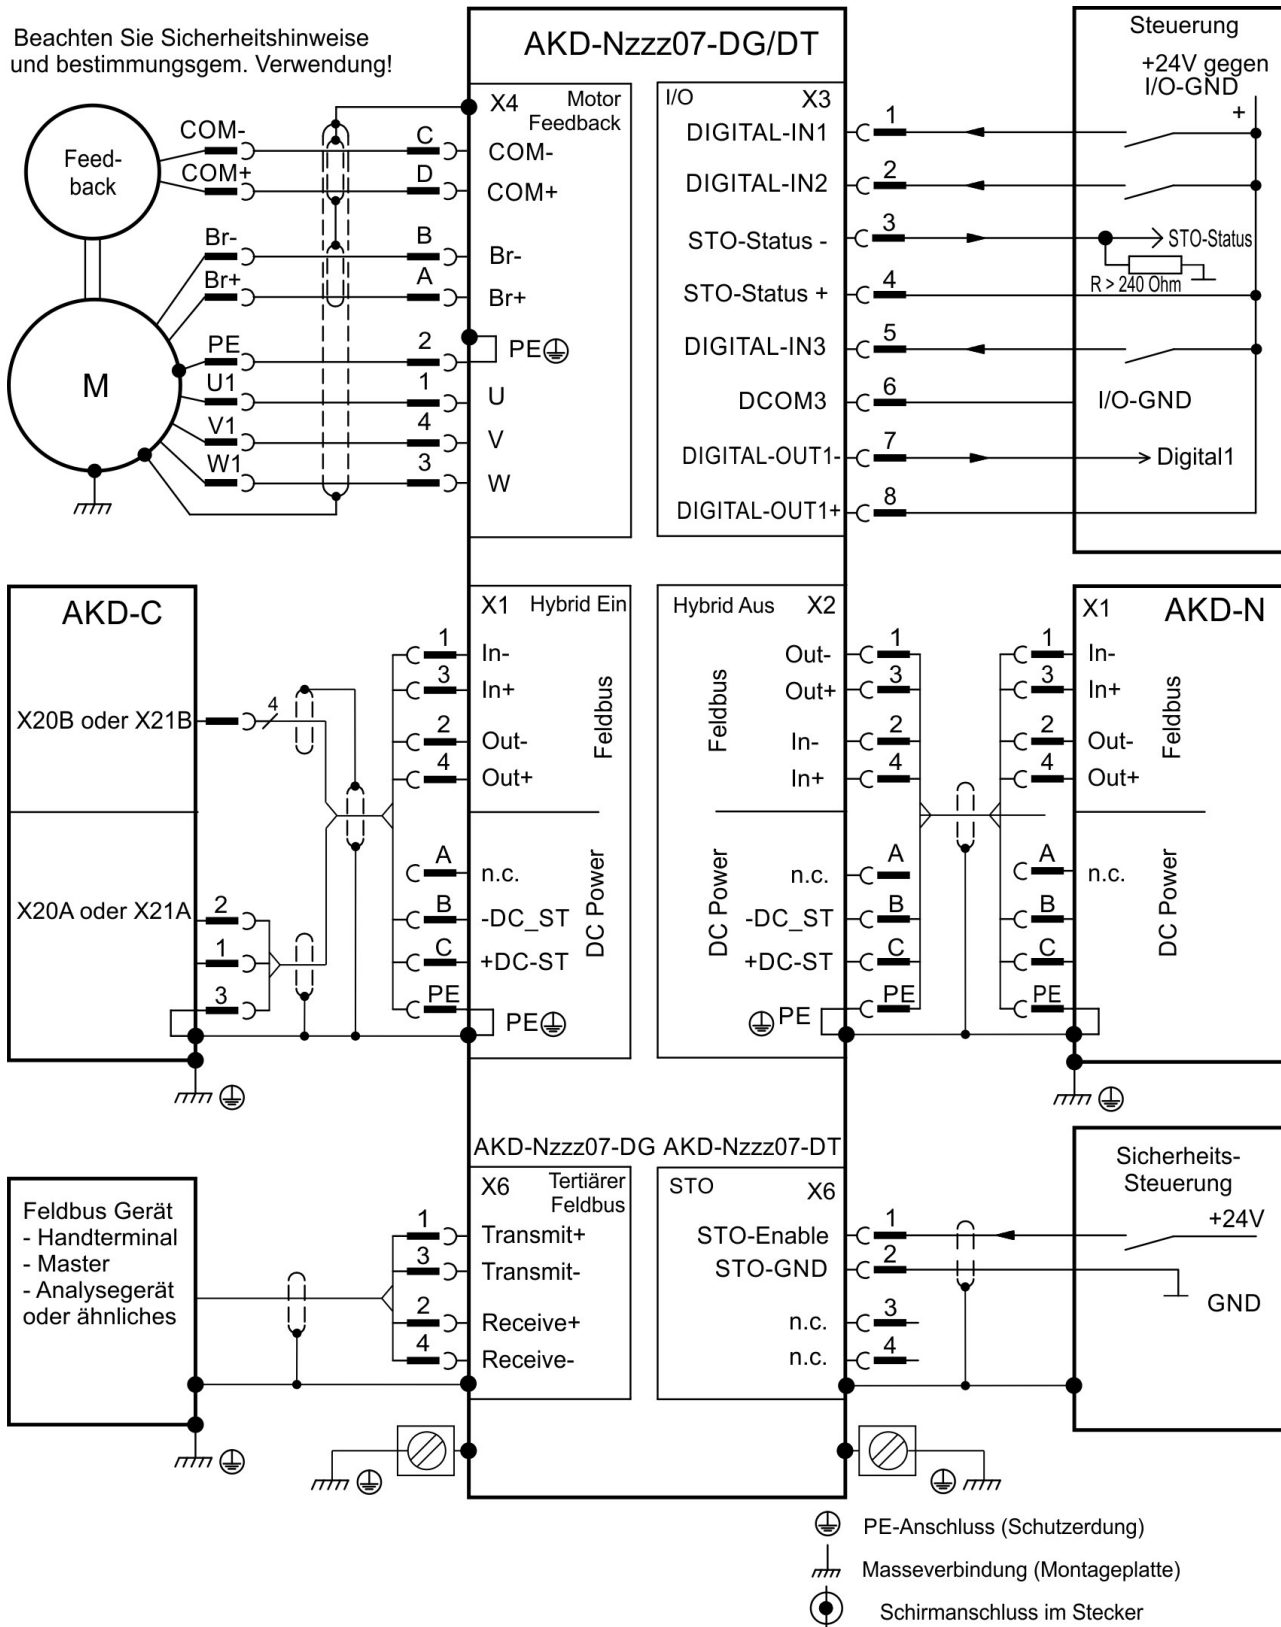 Beachten Sie Sicherheitshinweise
und bestimmungsgem. Verwendung!
AKD-Nzzz07-DG/DT
Steuerung
+24V gegen
I/O-GND
+
Feed-
back
COM-
COM+
Br-
Br+
PE
U1
V1
W1
M
C
D
B
A
2
1
4
3
X4
Motor
Feedback
COM-
COM+
Br-
Br+
PE
U
V
W
I/O
X3
DIGITAL-IN1
DIGITAL-IN2
STO-Status -
STO-Status +
DIGITAL-IN3
DCOM3
DIGITAL-OUT1-
DIGITAL-OUT1+
1
2
3
4
5
6
7
8
STO-Status
R > 240 Ohm
I/O-GND
Digital1
AKD-C
X20B oder X21B
4
X20A oder X21A
2
1
3
1
3
2
4
A
B
C
PE
X1
Hybrid Ein
In-
In+
Out-
Out+
Feldbus
n.c.
-DC_ST
+DC-ST
DC Power
PE
Hybrid Aus
X2
Out-
Out+
In-
In+
Feldbus
n.c.
-DC_ST
+DC-ST
DC Power
PE
1
3
2
4
A
B
C
PE
1
3
2
4
A
B
C
PE
X1
AKD-N
In-
In+
Out-
Out+
Feldbus
n.c.
DC Power
AKD-Nzzz07-DG
AKD-Nzzz07-DT
Feldbus Gerät
- Handterminal
- Master
- Analysegerät
oder ähnliches
1
3
2
4
X6
Tertiärer
Feldbus
Transmit+
Transmit-
Receive+
Receive-
STO
X6
STO-Enable
STO-GND
n.c.
n.c.
1
2
3
4
Sicherheits-
Steuerung
+24V
GND
PE-Anschluss (Schutzerdung)
Masseverbindung (Montageplatte)
Schirmanschluss im Stecker